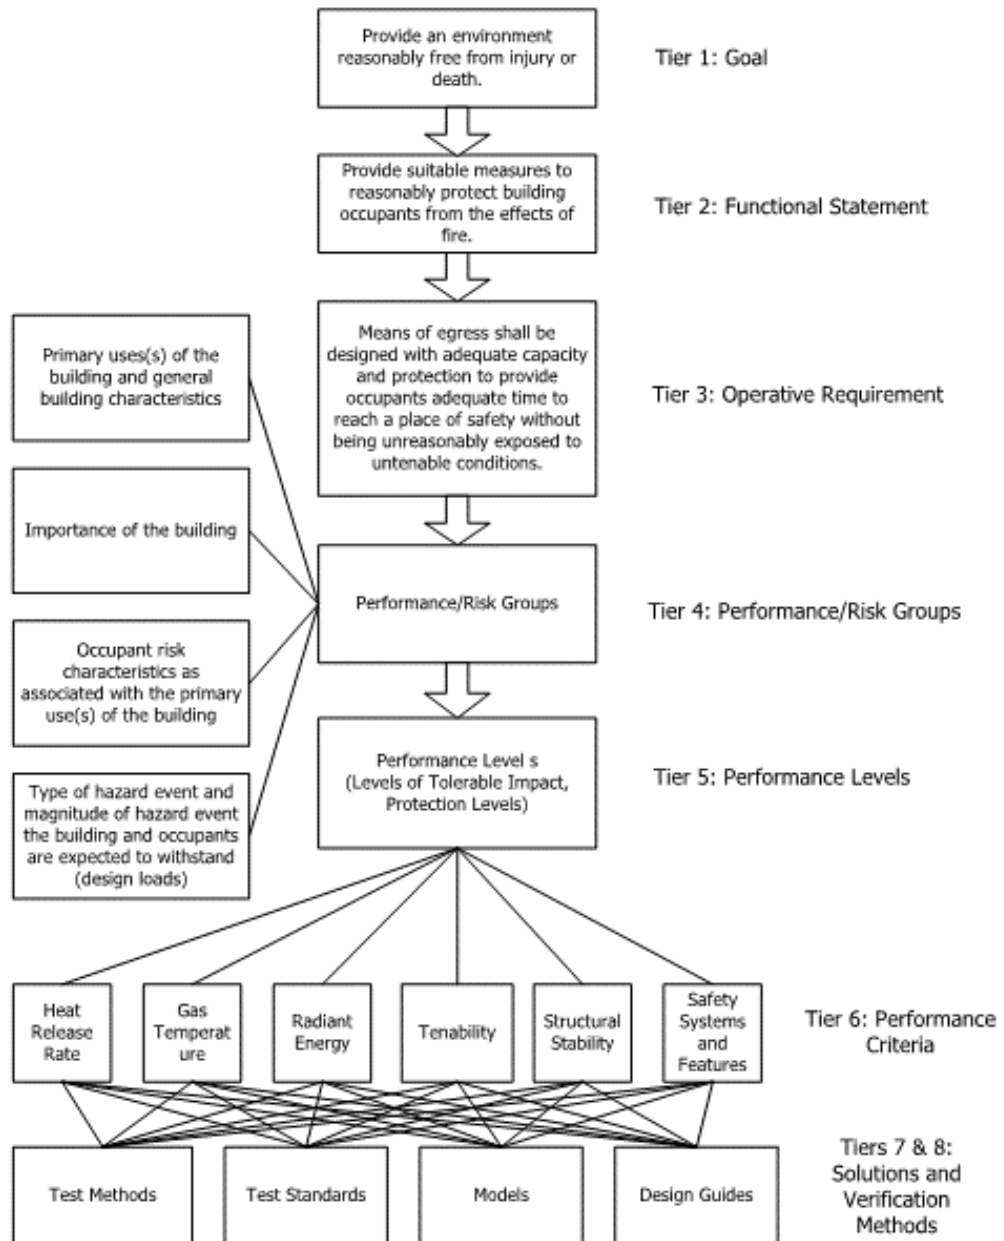 Provide an environment
reasonably free from injury or
death.
Tier 1: Goal
Provide suitable measures to
reasonably protect building
occupants from the effects of
fire.
Tier 2: Functional Statement
Means of egress shall be
designed with adequate capacity
and protection to provide
occupants adequate time to
reach a place of safety without
being unreasonably exposed to
untenable conditions.
Tier 3: Operative Requirement
Primary uses(s) of the
building and general
building characteristics
Importance of the building
Occupant risk
characteristics as
associated with the primary
use(s) of the building
Type of hazard event and
magnitude of hazard event
the building and occupants
are expected to withstand
(design loads)
Performance/Risk Groups
Tier 4: Performance/Risk Groups
Performance Level s
(Levels of Tolerable Impact,
Protection Levels)
Tier 5: Performance Levels
Heat
Release
Rate
Gas
Temperat
ure
Radiant
Energy
Tenability
Structural
Stability
Safety
Systems
and
Features
Tier 6: Performance
Criteria
Test Methods
Test Standards
Models
Design Guides
Tiers 7 & 8:
Solutions and
Verification
Methods